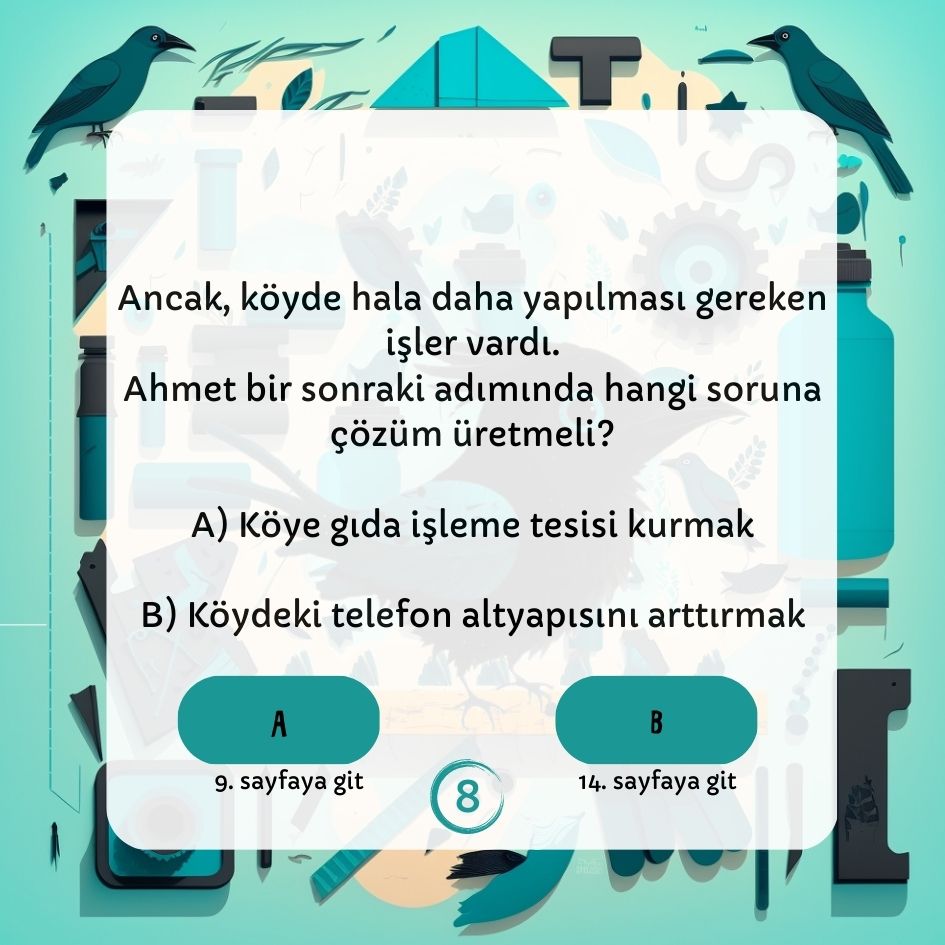 Ancak, köyde hala daha yapılması gereken
işler vardı.
Ahmet bir sonraki adımında hangi soruna
çözüm üretmeli?
A) Köye gıda işleme tesisi kurmak
B) Köydeki telefon altyapısını arttırmak
A
B
9. sayfaya git
14. sayfaya git
8